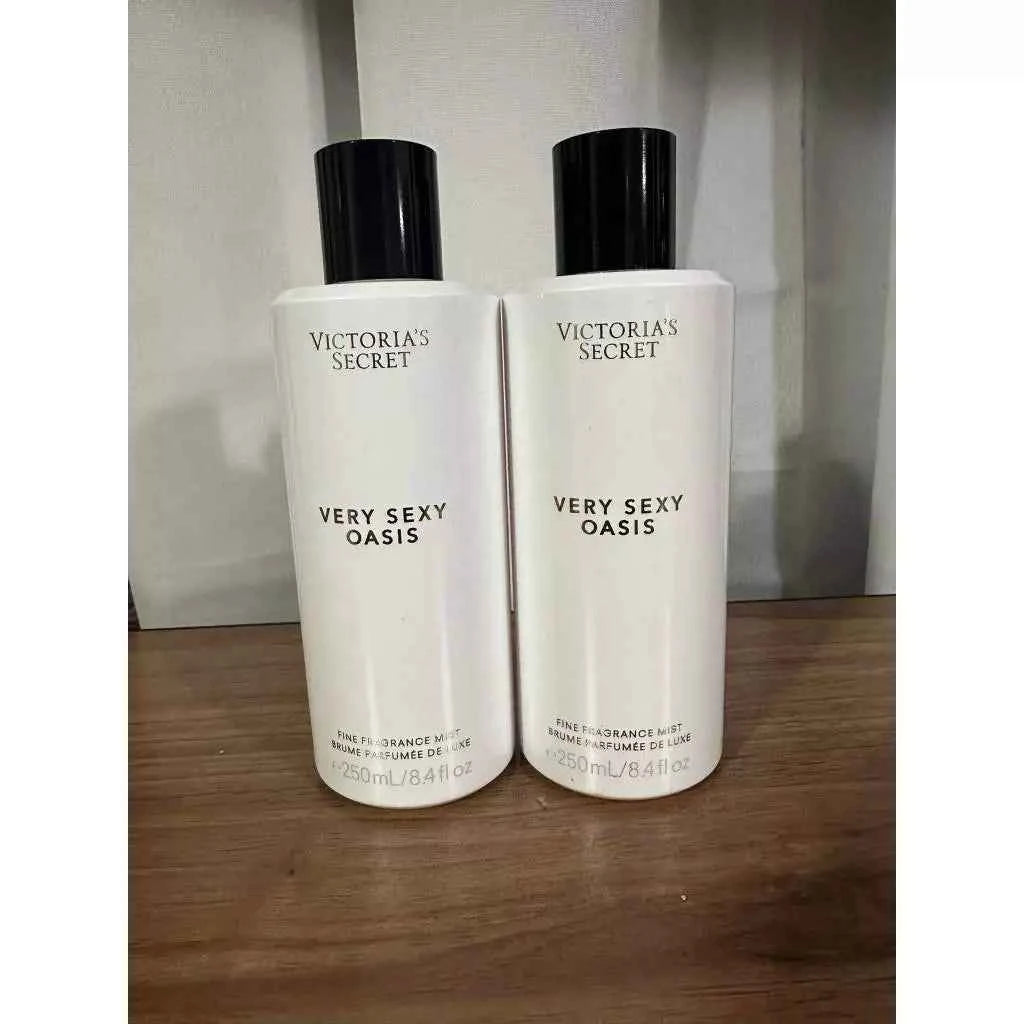 VICTORIA'S
SECRET
VERY SEXY
OASIS
FINE FRAGRANCE MIST
BRUME PARFUMÉE DE LUXE
250mL/8.4 fl oz
VICTORIA'S
SECRET
VERY SEXY
OASIS
FINE FRAGRANCE MIST
BRUME PARFUMÉE DE LUXE
250mL/8.4 fl oz